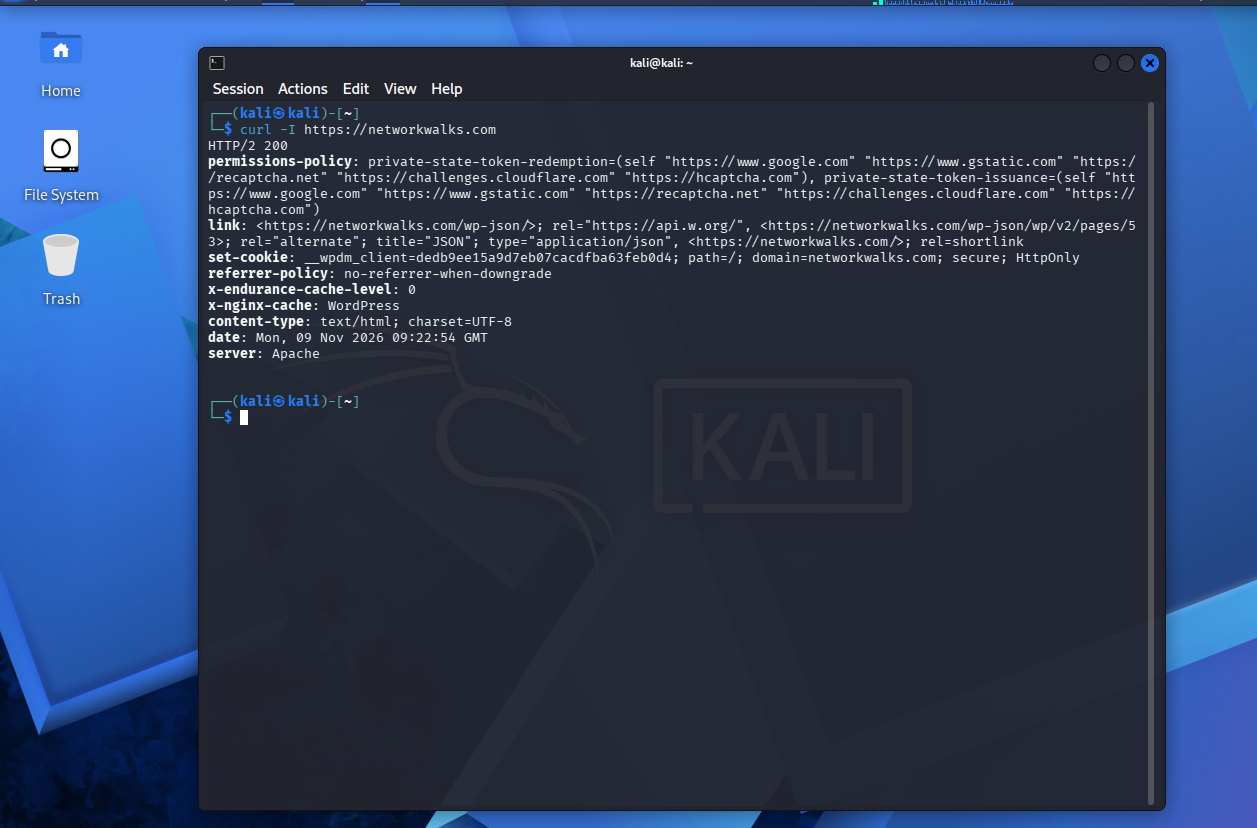 Home
File System
Trash
kali@kali: ~
Session Actions Edit View Help
┌──(kali㉿kali)-[~]
└─$ curl -I https://networkwalks.com
HTTP/2 200
permissions-policy: private-state-token-redemption=(self "https://www.google.com" "https://www.gstatic.com" "https:/
/recaptcha.net" "https://challenges.cloudflare.com" "https://hcaptcha.com"), private-state-token-issuance=(self "htt
ps://www.google.com" "https://www.gstatic.com" "https://recaptcha.net" "https://challenges.cloudflare.com" "https://
hcaptcha.com")
link: <https://networkwalks.com/wp-json/>; rel="https://api.w.org/", <https://networkwalks.com/wp-json/wp/v2/pages/5
3>; rel="alternate"; title="JSON"; type="application/json", <https://networkwalks.com/>; rel=shortlink
set-cookie: __wpdm_client=dedb9ee15a9d7eb07cacdfba63feb0d4; path=/; domain=networkwalks.com; secure; HttpOnly
referrer-policy: no-referrer-when-downgrade
x-endurance-cache-level: 0
x-nginx-cache: WordPress
content-type: text/html; charset=UTF-8
date: Mon, 09 Nov 2026 09:22:54 GMT
server: Apache
┌──(kali㉿kali)-[~]
└─$
KALI